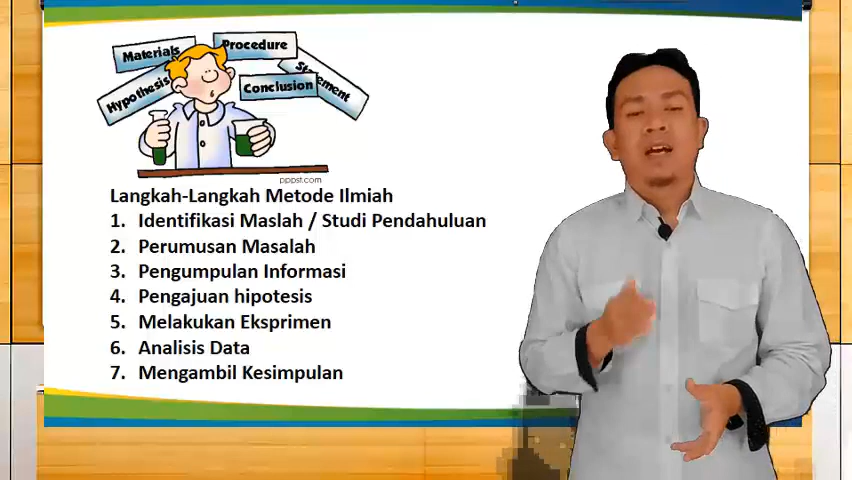 Materials
Procedure
Hypothesis
Conclusion
Statement
pppst.com
Langkah-Langkah Metode Ilmiah
1. Identifikasi Maslah / Studi Pendahuluan
2. Perumusan Masalah
3. Pengumpulan Informasi
4. Pengajuan hipotesis
5. Melakukan Eksprimen
6. Analisis Data
7. Mengambil Kesimpulan